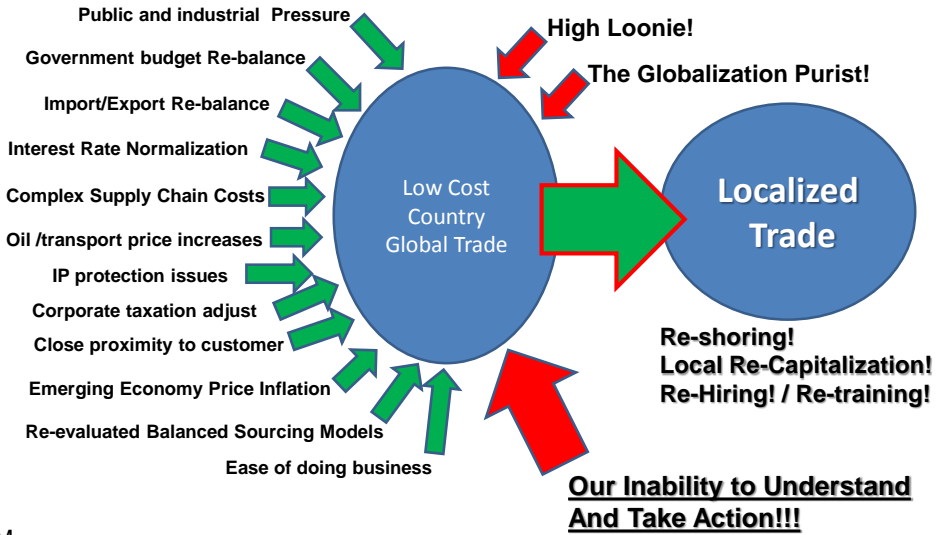 Public and industrial Pressure
Government budget Re-balance
Import/Export Re-balance
Interest Rate Normalization
Complex Supply Chain Costs
Oil /transport price increases
IP protection issues
Corporate taxation adjust
Close proximity to customer
Emerging Economy Price Inflation
Re-evaluated Balanced Sourcing Models
Ease of doing business
High Loonie!
The Globalization Purist!
Low Cost
Country
Global Trade
Localized
Trade
Re-shoring!
Local Re-Capitalization!
Re-Hiring! / Re-training!
Our Inability to Understand
And Take Action!!!